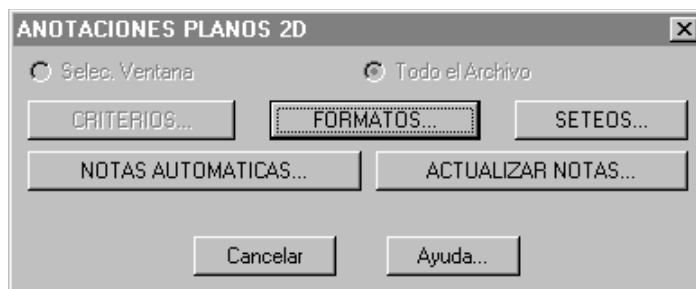 ANOTACIONES PLANOS 2D
Selec. Ventana Todo el Archivo
CRITERIOS... FORMATOS... SETEOS...
NOTAS AUTOMATICAS... ACTUALIZAR NOTAS...
Cancelar Ayuda...